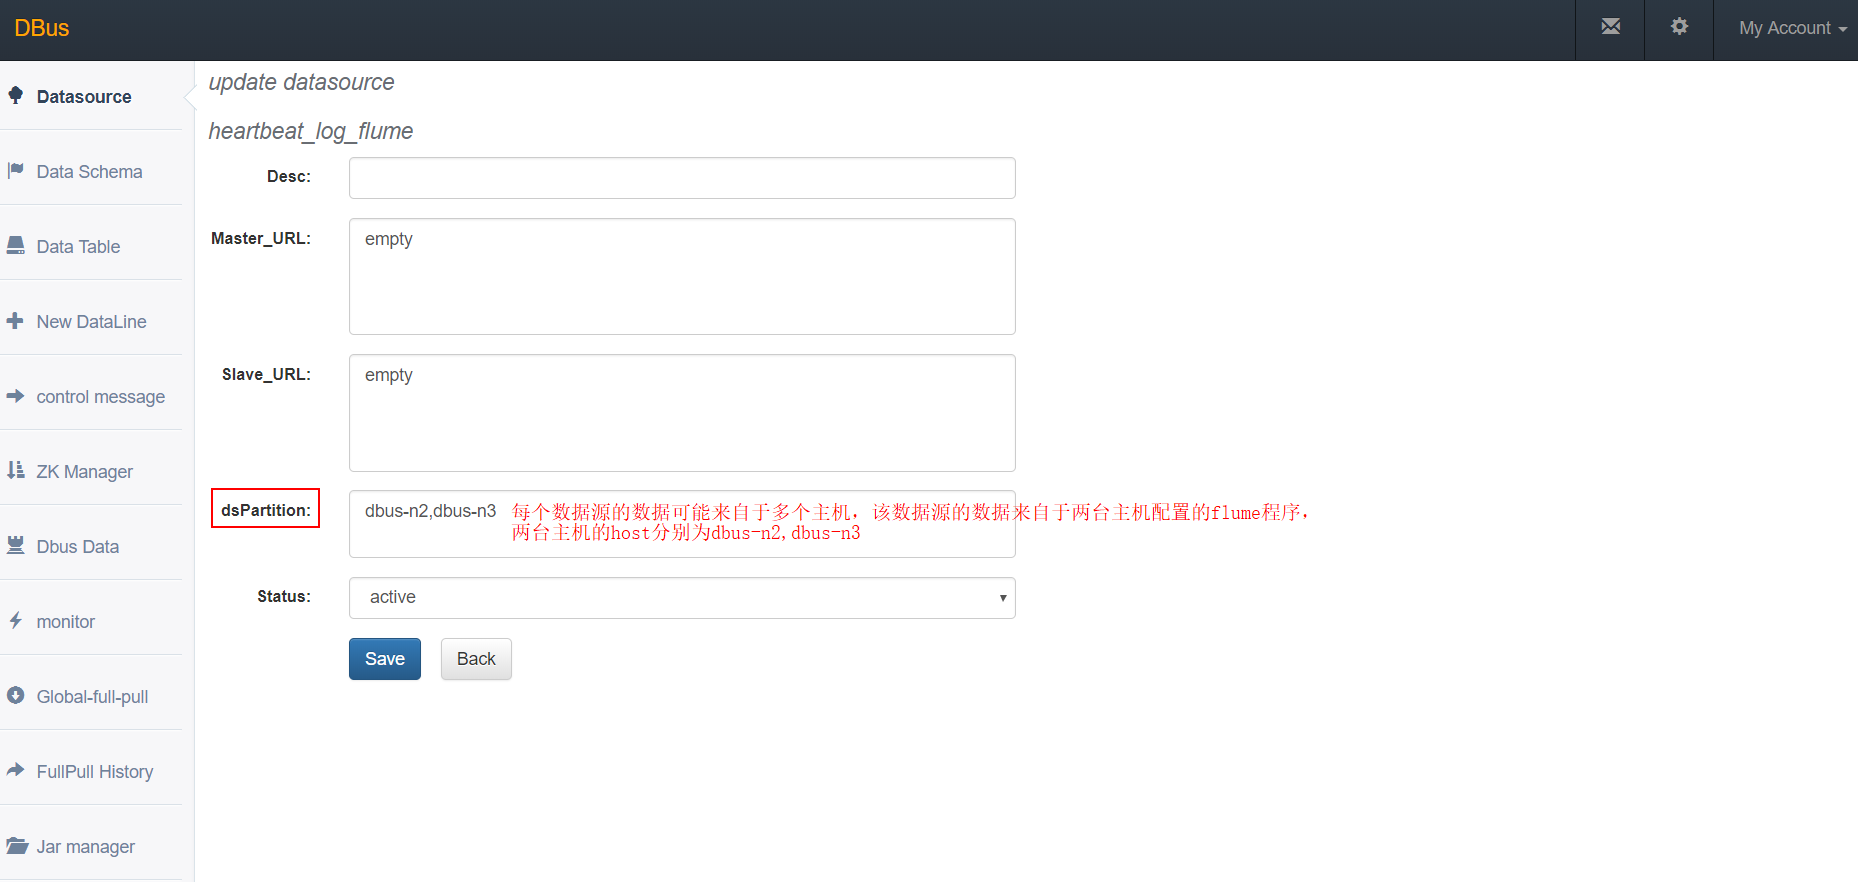 DBus
My Account
Datasource
Data Schema
Data Table
New DataLine
control message
ZK Manager
Dbus Data
monitor
Global-full-pull
FullPull History
Jar manager
update datasource
heartbeat_log_flume
Desc:
Master_URL:
empty
Slave_URL:
empty
dsPartition:
dbus-n2,dbus-n3
每个数据源的数据可能来自于多个主机，该数据源的数据来自于两台主机配置的flume程序，
两台主机的host分别为dbus-n2,dbus-n3
Status:
active
Save
Back